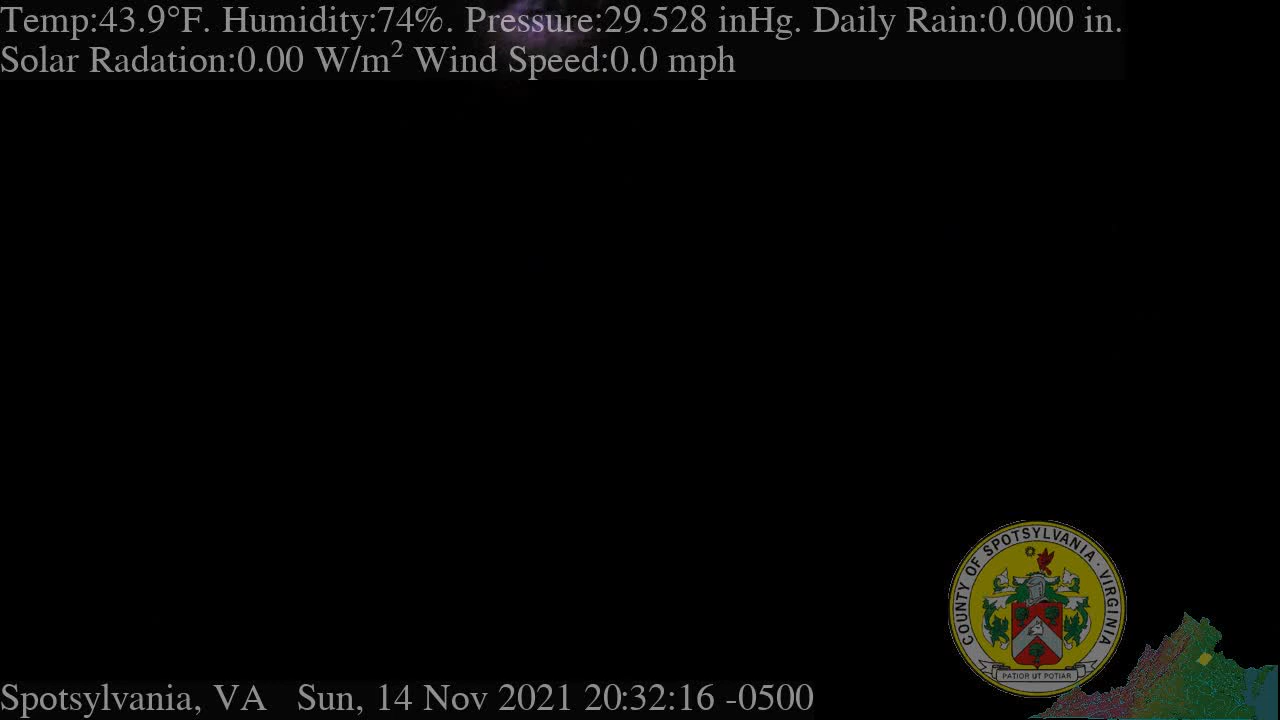 Temp:43.9°F. Humidity:74%. Pressure:29.528 inHg. Daily Rain:0.000 in.
Solar Radation:0.00 W/m² Wind Speed:0.0 mph
COUNTY OF SPOTSYLVANIA · VIRGINIA
PATIOR UT POTIAR
Spotsylvania, VA Sun, 14 Nov 2021 20:32:16 -0500